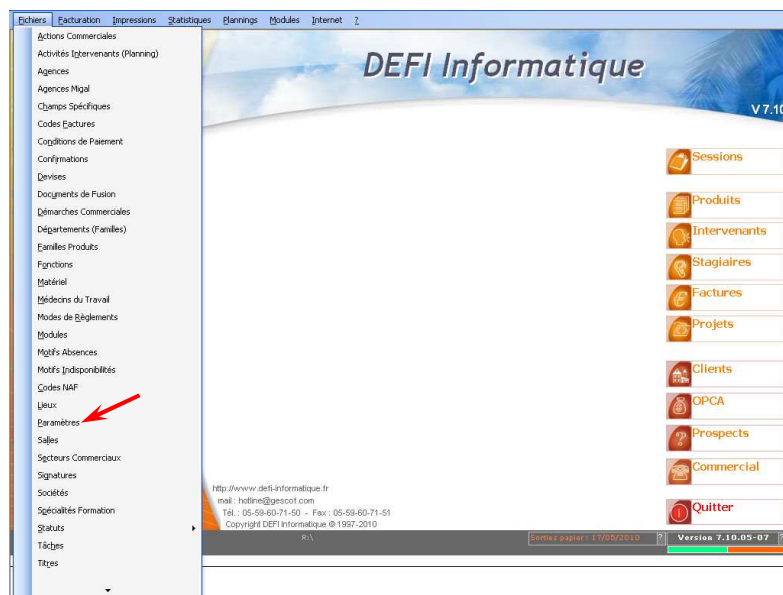 Fichiers Facturation Impressions Statistiques Plannings Modules Internet ?
Actions Commerciales
Activités Intervenants (Planning)
Agences
Agences Migal
Champs Spécifiques
Codes Factures
Conditions de Paiement
Confirmations
Devises
Documents de Fusion
Démarches Commerciales
Départements (Familles)
Familles Produits
Fonctions
Matériel
Médecins du Travail
Modes de Règlements
Modules
Motifs Absences
Motifs Indisponibilités
Codes NAF
Lieux
Paramètres
Salles
Secteurs Commerciaux
Signatures
Sociétés
Spécialités Formation
Statuts
Tâches
Titres
DEFI Informatique
V 7.10
Sessions
Produits
Intervenants
Stagiaires
Factures
Projets
Clients
OPCA
Prospects
Commercial
Quitter
http://www.defi-informatique.fr
mail : hotline@gescof.com
Tél. : 05-59-60-71-50 - Fax : 05-59-60-71-51
Copyright DEFI Informatique © 1997-2010
R:\ Sorties papier : 17/05/2010 ? Version 7.10.05-07 ?